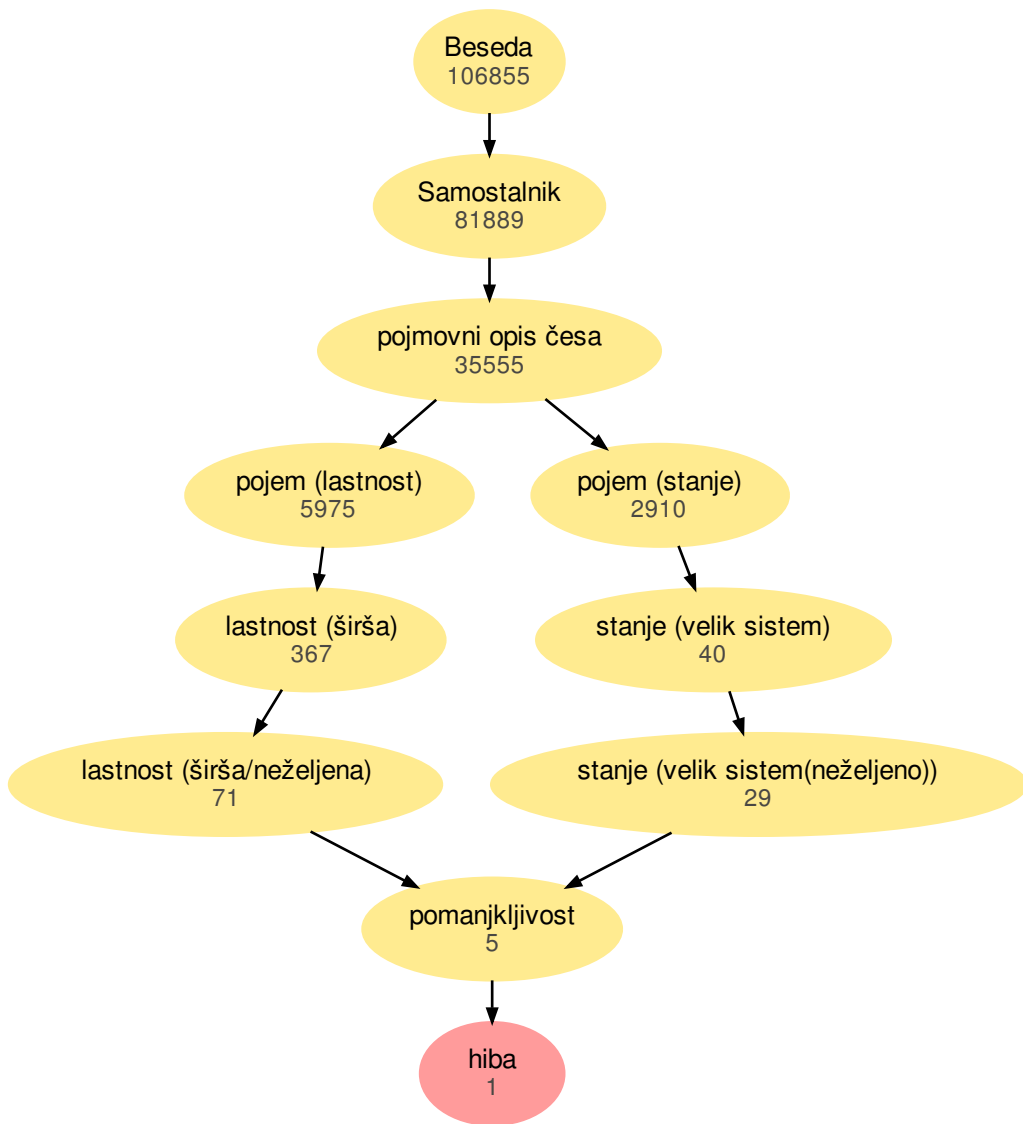 Beseda
106855
Samostalnik
81889
pojmovni opis česa
35555
pojem (lastnost)
5975
pojem (stanje)
2910
lastnost (širša)
367
stanje (velik sistem)
40
lastnost (širša/neželjena)
71
stanje (velik sistem(neželjeno))
29
pomanjkljivost
5
hiba
1